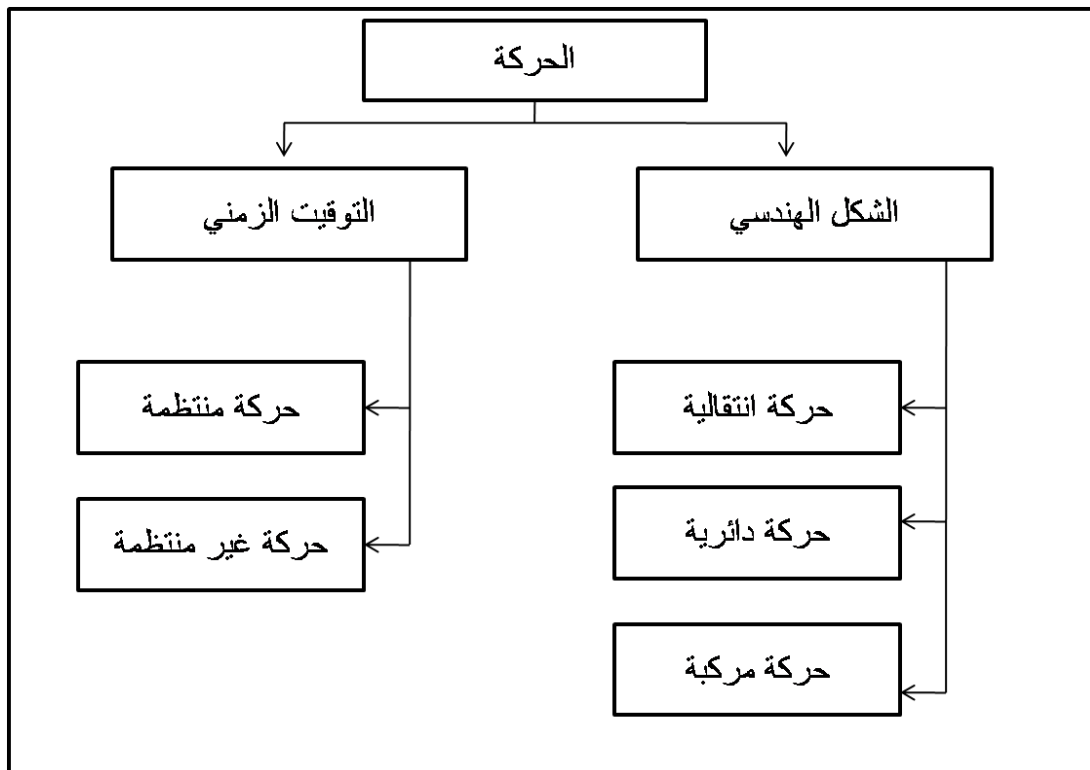 الحركة
الشكل الهندسي
التوقيت الزمني
حركة انتقالية
حركة دائرية
حركة مركبة
حركة منتظمة
حركة غير منتظمة